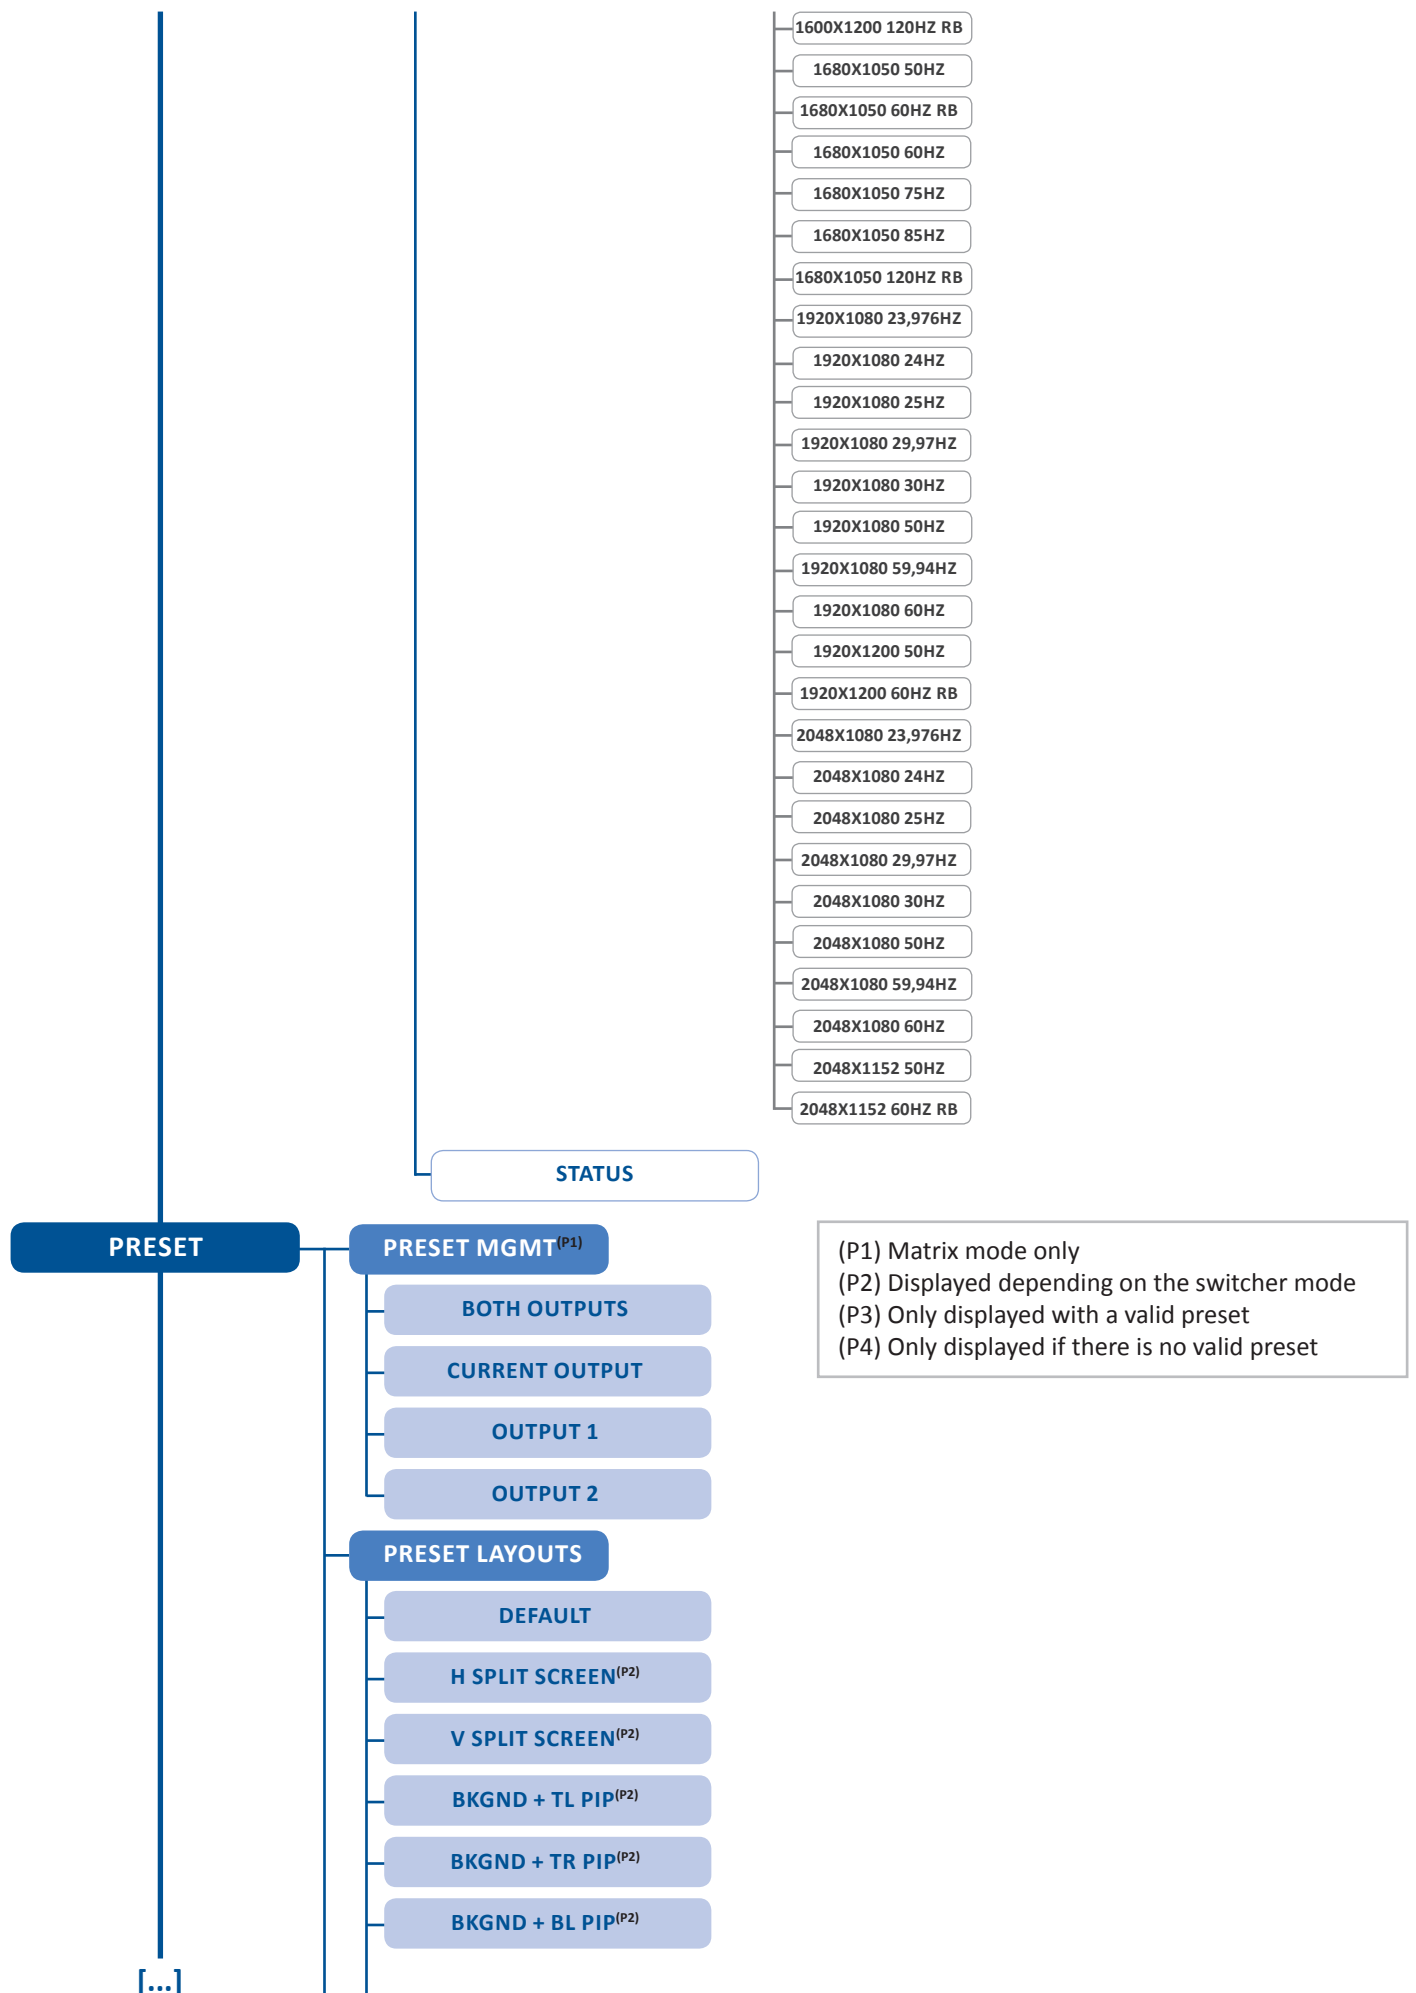 1600X1200 120HZ RB
1680X1050 50HZ
1680X1050 60HZ RB
1680X1050 60HZ
1680X1050 75HZ
1680X1050 85HZ
1680X1050 120HZ RB
1920X1080 23,976HZ
1920X1080 24HZ
1920X1080 25HZ
1920X1080 29,97HZ
1920X1080 30HZ
1920X1080 50HZ
1920X1080 59,94HZ
1920X1080 60HZ
1920X1200 50HZ
1920X1200 60HZ RB
2048X1080 23,976HZ
2048X1080 24HZ
2048X1080 25HZ
2048X1080 29,97HZ
2048X1080 30HZ
2048X1080 50HZ
2048X1080 59,94HZ
2048X1080 60HZ
2048X1152 50HZ
2048X1152 60HZ RB
STATUS
PRESET
PRESET MGMT(P1)
BOTH OUTPUTS
CURRENT OUTPUT
OUTPUT 1
OUTPUT 2
PRESET LAYOUTS
DEFAULT
H SPLIT SCREEN(P2)
V SPLIT SCREEN(P2)
BKGND + TL PIP(P2)
BKGND + TR PIP(P2)
BKGND + BL PIP(P2)
[...]
(P1) Matrix mode only
(P2) Displayed depending on the switcher mode
(P3) Only displayed with a valid preset
(P4) Only displayed if there is no valid preset